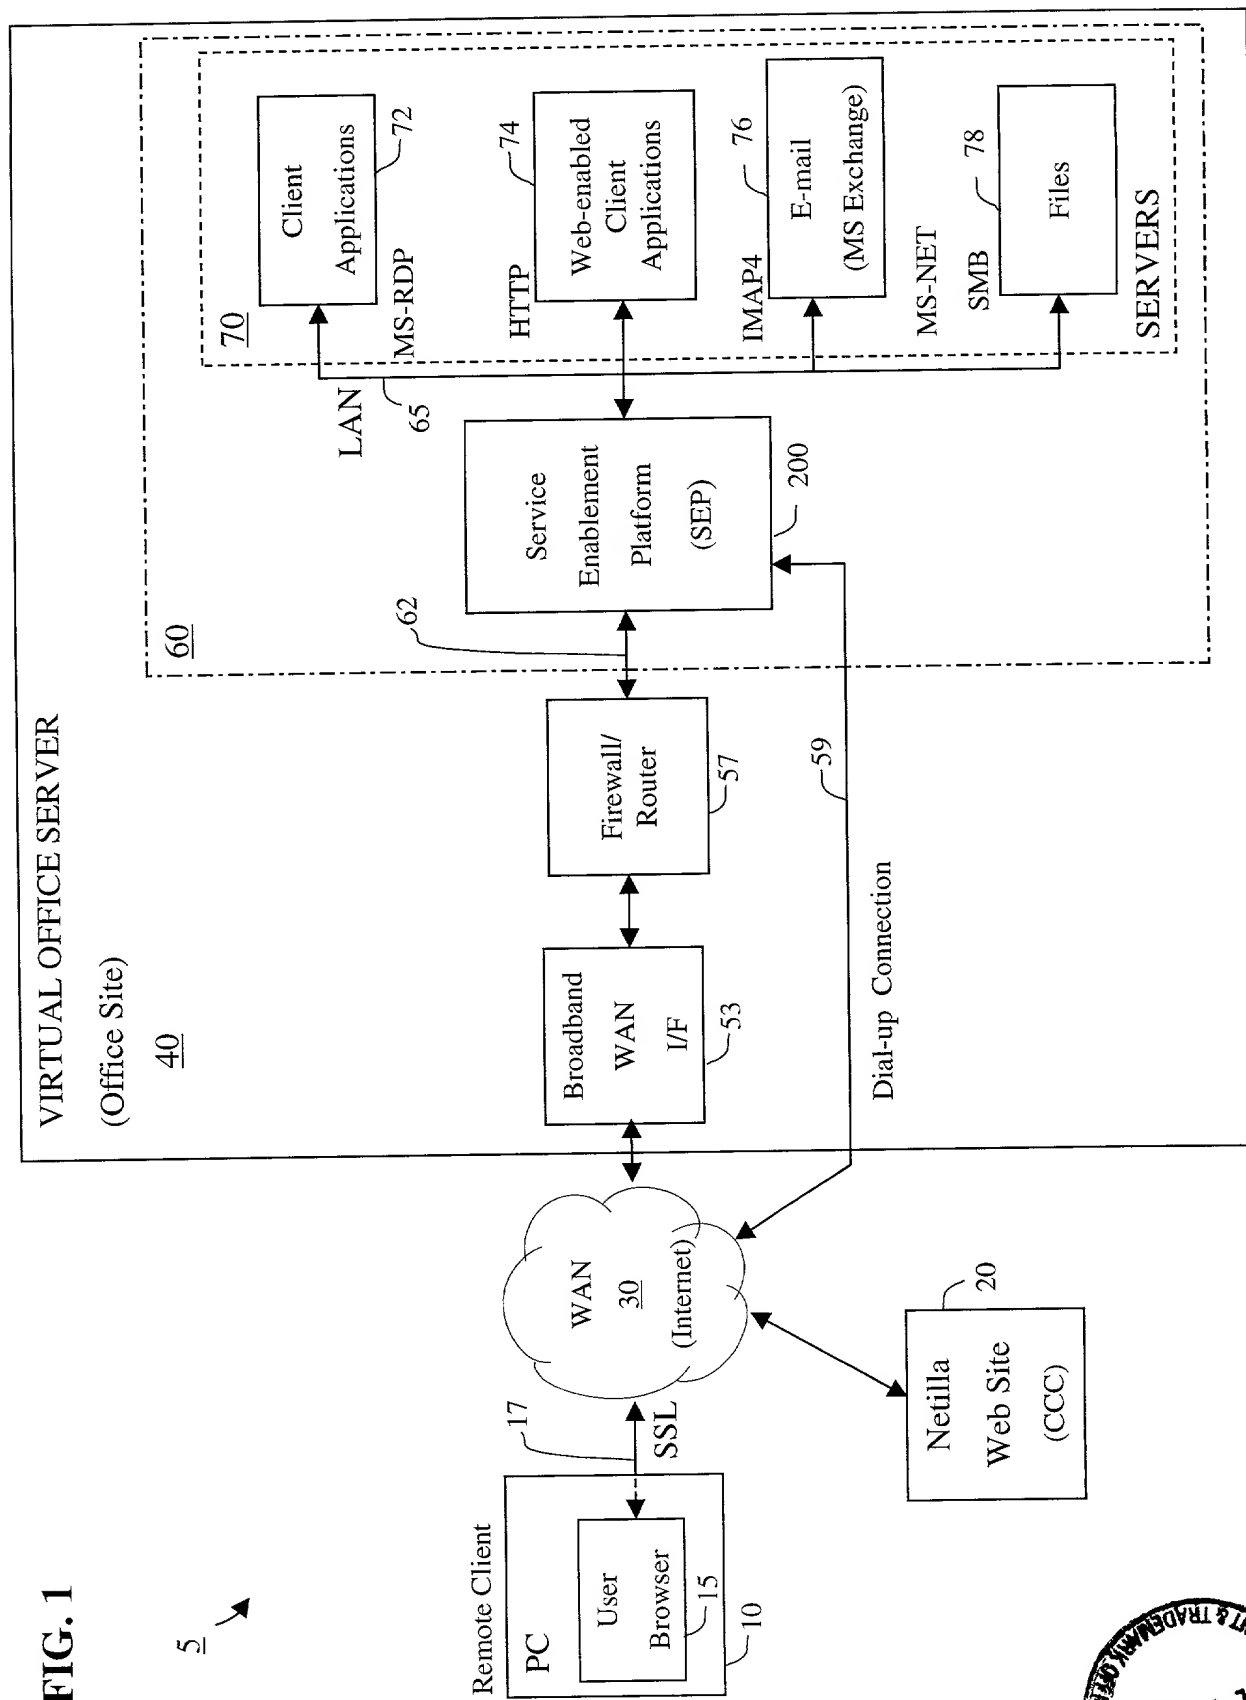 FIG. 1
5
VIRTUAL OFFICE SERVER
(Office Site)
40
60
70
LAN
65
Client
Applications
72
MS-RDP
HTTP
74
Web-enabled
Client
Applications
IMAP4
76
E-mail
(MS Exchange)
MS-NET
SMB
78
Files
SERVERS
Service
Enablement
Platform
(SEP)
200
62
Firewall/
Router
57
Broadband
WAN
I/F
53
59
Dial-up Connection
WAN
30
(Internet)
17
SSL
Remote Client
PC
User
Browser
15
10
20
Netilla
Web Site
(CCC)
& TRADEMARK